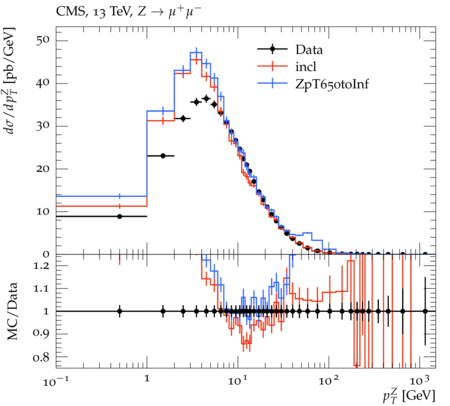 CMS, 13 TeV, Z → μ⁺μ⁻
dσ/dp_T^Z [pb/GeV]
50
40
30
20
10
0
Data
incl
ZpT650toInf
MC/Data
1.2
1.1
1
0.9
0.8
10⁻¹ 1 10¹ 10² 10³
p_T^Z [GeV]